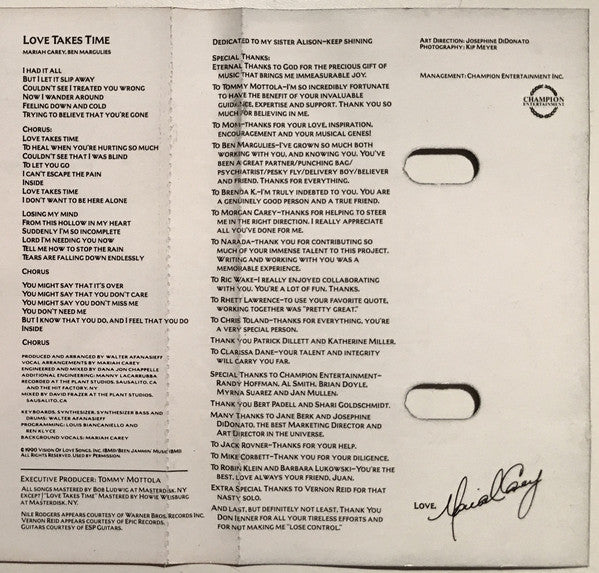 LOVE TAKES TIME
MARIAH CAREY, BEN MARGULIES
I HAD IT ALL
BUT I LET IT SLIP AWAY
COULDN'T SEE I TREATED YOU WRONG
NOW I WANDER AROUND
FEELING DOWN AND COLD
TRYING TO BELIEVE THAT YOU'RE GONE
CHORUS:
LOVE TAKES TIME
TO HEAL WHEN YOU'RE HURTING SO MUCH
COULDN'T SEE THAT I WAS BLIND
TO LET YOU GO
I CAN'T ESCAPE THE PAIN
INSIDE
LOVE TAKES TIME
I DON'T WANT TO BE HERE ALONE
LOSING MY MIND
FROM THIS HOLLOW IN MY HEART
SUDDENLY I'M SO INCOMPLETE
LORD I'M NEEDING YOU NOW
TELL ME HOW TO STOP THE RAIN
TEARS ARE FALLING DOWN ENDLESSLY
CHORUS
YOU MIGHT SAY THAT IT'S OVER
YOU MIGHT SAY THAT YOU DON'T CARE
YOU MIGHT SAY YOU DON'T MISS ME
YOU DON'T NEED ME
BUT I KNOW THAT YOU DO, AND I FEEL THAT YOU DO
INSIDE
CHORUS
PRODUCED AND ARRANGED BY WALTER AFANASIEFF
VOCAL ARRANGEMENTS BY MARIAH CAREY
ENGINEERED AND MIXED BY DANA JON CHAPPELLE
ADDITIONAL ENGINEERING: MANNY LACARRUBBA
RECORDED AT THE PLANT STUDIOS, SAUSALITO, CA
AND THE HIT FACTORY, NY
MIXED BY DAVID FRAZER AT THE PLANT STUDIOS,
SAUSALITO, CA
KEYBOARDS, SYNTHESIZER, SYNTHESIZER BASS AND
DRUMS: WALTER AFANASIEFF
PROGRAMMING: LOUIS BIANCANIELLO AND
REN KLYCE
BACKGROUND VOCALS: MARIAH CAREY
© 1990 VISION OF LOVE SONGS, INC. (BMI)/BEEN JAMMIN' MUSIC (BMI)
ALL RIGHTS RESERVED. USED BY PERMISSION.
EXECUTIVE PRODUCER: TOMMY MOTTOLA
ALL SONGS MASTERED BY BOB LUDWIG AT MASTERDISK, NY
EXCEPT "LOVE TAKES TIME" MASTERED BY HOWIE WEISBURG
AT MASTERDISK, NY.
NILE RODGERS APPEARS COURTESY OF WARNER BROS. RECORDS INC.
VERNON REID APPEARS COURTESY OF EPIC RECORDS.
GUITARS COURTESY OF ESP GUITARS.
DEDICATED TO MY SISTER ALISON–KEEP SHINING
SPECIAL THANKS:
ETERNAL THANKS TO GOD FOR THE PRECIOUS GIFT OF
MUSIC THAT BRINGS ME IMMEASURABLE JOY.
TO TOMMY MOTTOLA–I'M SO INCREDIBLY FORTUNATE
TO HAVE THE BENEFIT OF YOUR INVALUABLE
GUIDANCE, EXPERTISE AND SUPPORT. THANK YOU SO
MUCH FOR BELIEVING IN ME.
TO MOM–THANKS FOR YOUR LOVE, INSPIRATION,
ENCOURAGEMENT AND YOUR MUSICAL GENES!
TO BEN MARGULIES–I'VE GROWN SO MUCH BOTH
WORKING WITH YOU, AND KNOWING YOU. YOU'VE
BEEN A GREAT PARTNER/PUNCHING BAG/
PSYCHIATRIST/PESKY FLY/DELIVERY BOY/BELIEVER
AND FRIEND. THANKS FOR EVERYTHING.
TO BRENDA K.–I'M TRULY INDEBTED TO YOU. YOU ARE
A GENUINELY GOOD PERSON AND A TRUE FRIEND.
TO MORGAN CAREY–THANKS FOR HELPING TO STEER
ME IN THE RIGHT DIRECTION. I REALLY APPRECIATE
ALL YOU'VE DONE FOR ME.
TO NARADA–THANK YOU FOR CONTRIBUTING SO
MUCH OF YOUR IMMENSE TALENT TO THIS PROJECT.
WRITING AND WORKING WITH YOU WAS A
MEMORABLE EXPERIENCE.
TO RIC WAKE–I REALLY ENJOYED COLLABORATING
WITH YOU. YOU'RE A LOT OF FUN. THANKS.
TO RHETT LAWRENCE–TO USE YOUR FAVORITE QUOTE,
WORKING TOGETHER WAS "PRETTY GREAT."
TO CHRIS TOLAND–THANKS FOR EVERYTHING, YOU'RE
A VERY SPECIAL PERSON.
THANK YOU PATRICK DILLETT AND KATHERINE MILLER.
TO CLARISSA DANE–YOUR TALENT AND INTEGRITY
WILL CARRY YOU FAR.
SPECIAL THANKS TO CHAMPION ENTERTAINMENT–
RANDY HOFFMAN, AL SMITH, BRIAN DOYLE,
MYRNA SUAREZ AND JAN MULLEN.
THANK YOU BERT PADELL AND SHARI GOLDSCHMIDT.
MANY THANKS TO JANE BERK AND JOSEPHINE
DIDONATO, THE BEST MARKETING DIRECTOR AND
ART DIRECTOR IN THE UNIVERSE.
TO JACK ROVNER–THANKS FOR YOUR HELP.
TO MIKE CORBETT–THANK YOU FOR YOUR DILIGENCE.
TO ROBIN KLEIN AND BARBARA LUKOWSKI–YOU'RE THE
BEST, LOVE ALWAYS YOUR FRIEND, JUAN.
EXTRA SPECIAL THANKS TO VERNON REID FOR THAT
NASTY SOLO.
AND LAST, BUT DEFINITELY NOT LEAST, THANK YOU
DON IENNER FOR ALL YOUR TIRELESS EFFORTS AND
FOR NOT MAKING ME "LOSE CONTROL."
ART DIRECTION: JOSEPHINE DIDONATO
PHOTOGRAPHY: KIP MEYER
MANAGEMENT: CHAMPION ENTERTAINMENT INC.
CHAMPION
ENTERTAINMENT
LOVE, Mariah Carey